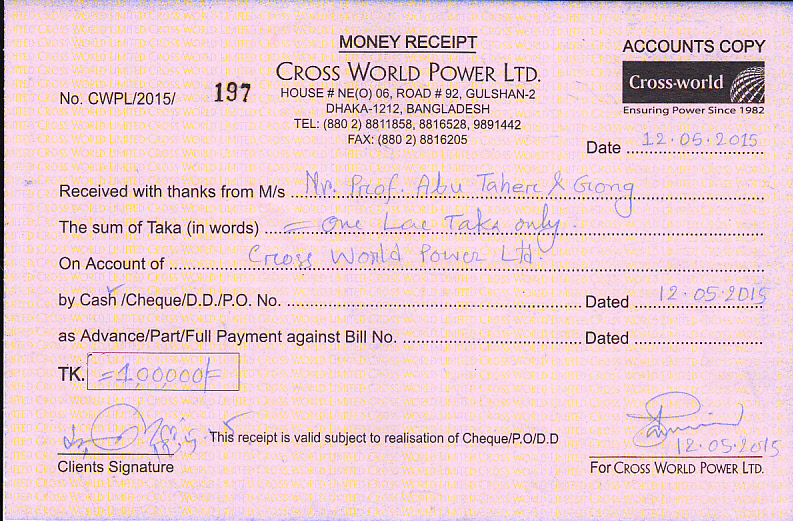 MONEY RECEIPT
ACCOUNTS COPY
CROSS WORLD POWER LTD.
Cross-world
Ensuring Power Since 1982
No. CWPL/2015/ 197
HOUSE # NE(O) 06, ROAD # 92, GULSHAN-2
DHAKA-1212, BANGLADESH
TEL: (880 2) 8811858, 8816528, 9891442
FAX: (880 2) 8816205
Date 12.05.2015
Received with thanks from M/s Mr. Prof. Abu Taher & Gong
The sum of Taka (in words) = One Lac Taka only.
On Account of Cross World Power Ltd.
by Cash /Cheque/D.D./P.O. No. Dated 12.05.2015
as Advance/Part/Full Payment against Bill No. Dated
TK. =1,00,000/=
This receipt is valid subject to realisation of Cheque/P.O/D.D
12.05.2015
Clients Signature
For CROSS WORLD POWER LTD.